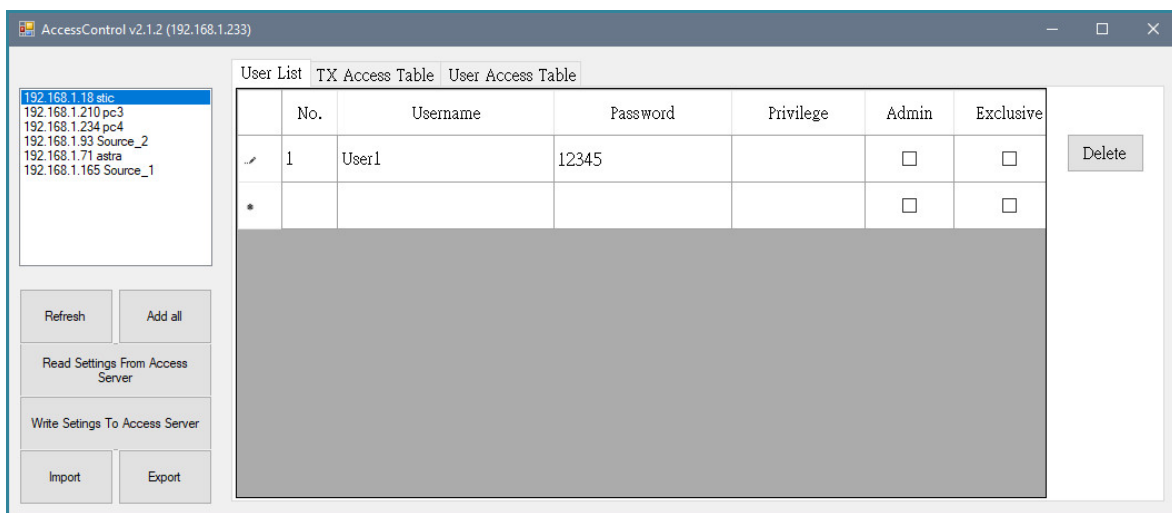 AccessControl v2.1.2 (192.168.1.233)
User List TX Access Table User Access Table
192.168.1.18 stic
192.168.1.210 pc3
192.168.1.234 pc4
192.168.1.93 Source_2
192.168.1.71 astra
192.168.1.165 Source_1
No. Username Password Privilege Admin Exclusive
1 User1 12345
Delete
Refresh Add all
Read Settings From Access
Server
Write Setings To Access Server
Import Export